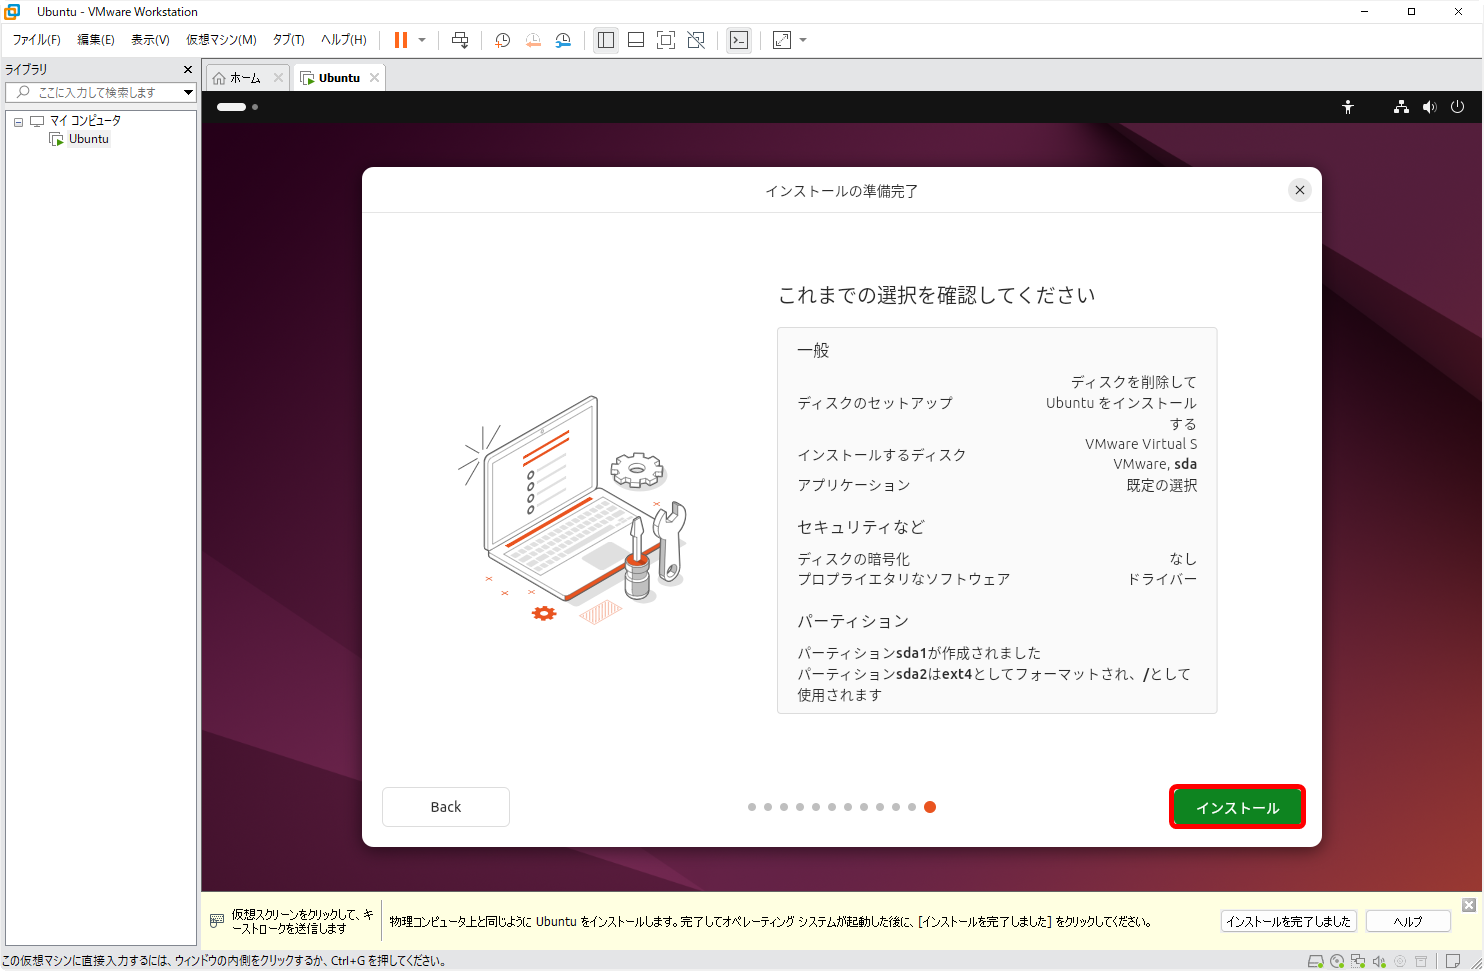 Ubuntu - VMware Workstation
ファイル(F) 編集(E) 表示(V) 仮想マシン(M) タブ(T) ヘルプ(H)
ライブラリ
ホーム
Ubuntu
ここに入力して検索します
マイ コンピュータ
Ubuntu
インストールの準備完了
これまでの選択を確認してください
一般
ディスクのセットアップ
ディスクを削除して
Ubuntu をインストール
する
インストールするディスク
VMware Virtual S
VMware, sda
アプリケーション 既定の選択
セキュリティなど
ディスクの暗号化 なし
プロプライエタリなソフトウェア ドライバー
パーティション
パーティションsda1が作成されました
パーティションsda2はext4としてフォーマットされ、/として
使用されます
Back
インストール
仮想スクリーンをクリックして、キ
ーストロークを送信します
物理コンピュータ上と同じように Ubuntu をインストールします。完了してオペレーティング システムが起動した後に、[インストールを完了しました] をクリックしてください。
インストールを完了しました
ヘルプ
この仮想マシンに直接入力するには、ウィンドウの内側をクリックするか、Ctrl+G を押してください。